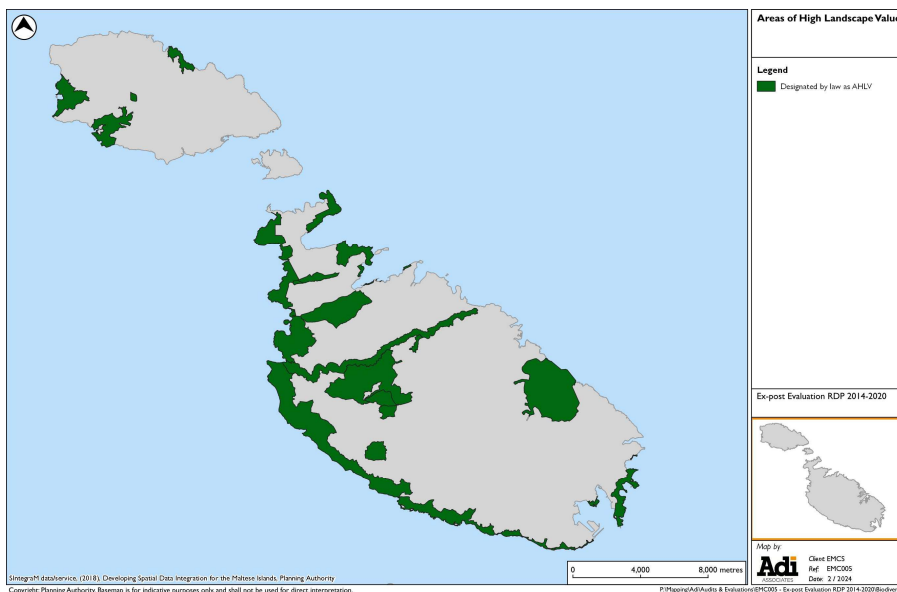 Areas of High Landscape Value
Legend
Designated by law as AHLV
Ex-post Evaluation RDP 2014-2020
Map by
Adi
ASSOCIATES
Client: EMCS
Ref: EMC005
Date: 2 / 2024
0 4,000 8,000 metres
SIntegraM data/service, (2018), Developing Spatial Data Integration for the Maltese Islands, Planning Authority
Copyright: Planning Authority Basemap is for indicative purposes only and shall not be used for direct interpretation.
P:\Mapping\Adi\Audits & Evaluations\EMC005 - Ex-post Evaluation RDP 2014-2020\Biodiver